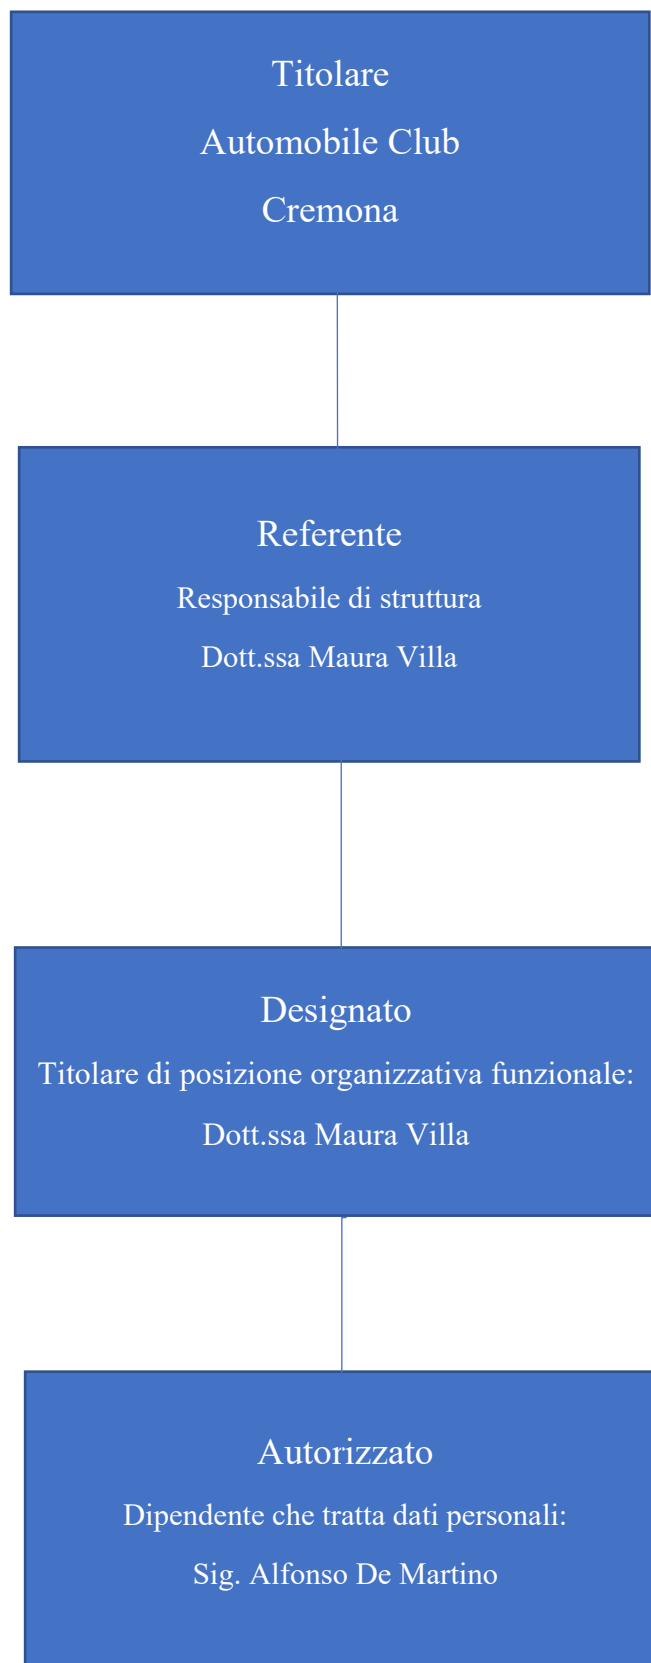 Titolare
Automobile Club
Cremona
Referente
Responsabile di struttura
Dott.ssa Maura Villa
Designato
Titolare di posizione organizzativa funzionale:
Dott.ssa Maura Villa
Autorizzato
Dipendente che tratta dati personali:
Sig. Alfonso De Martino